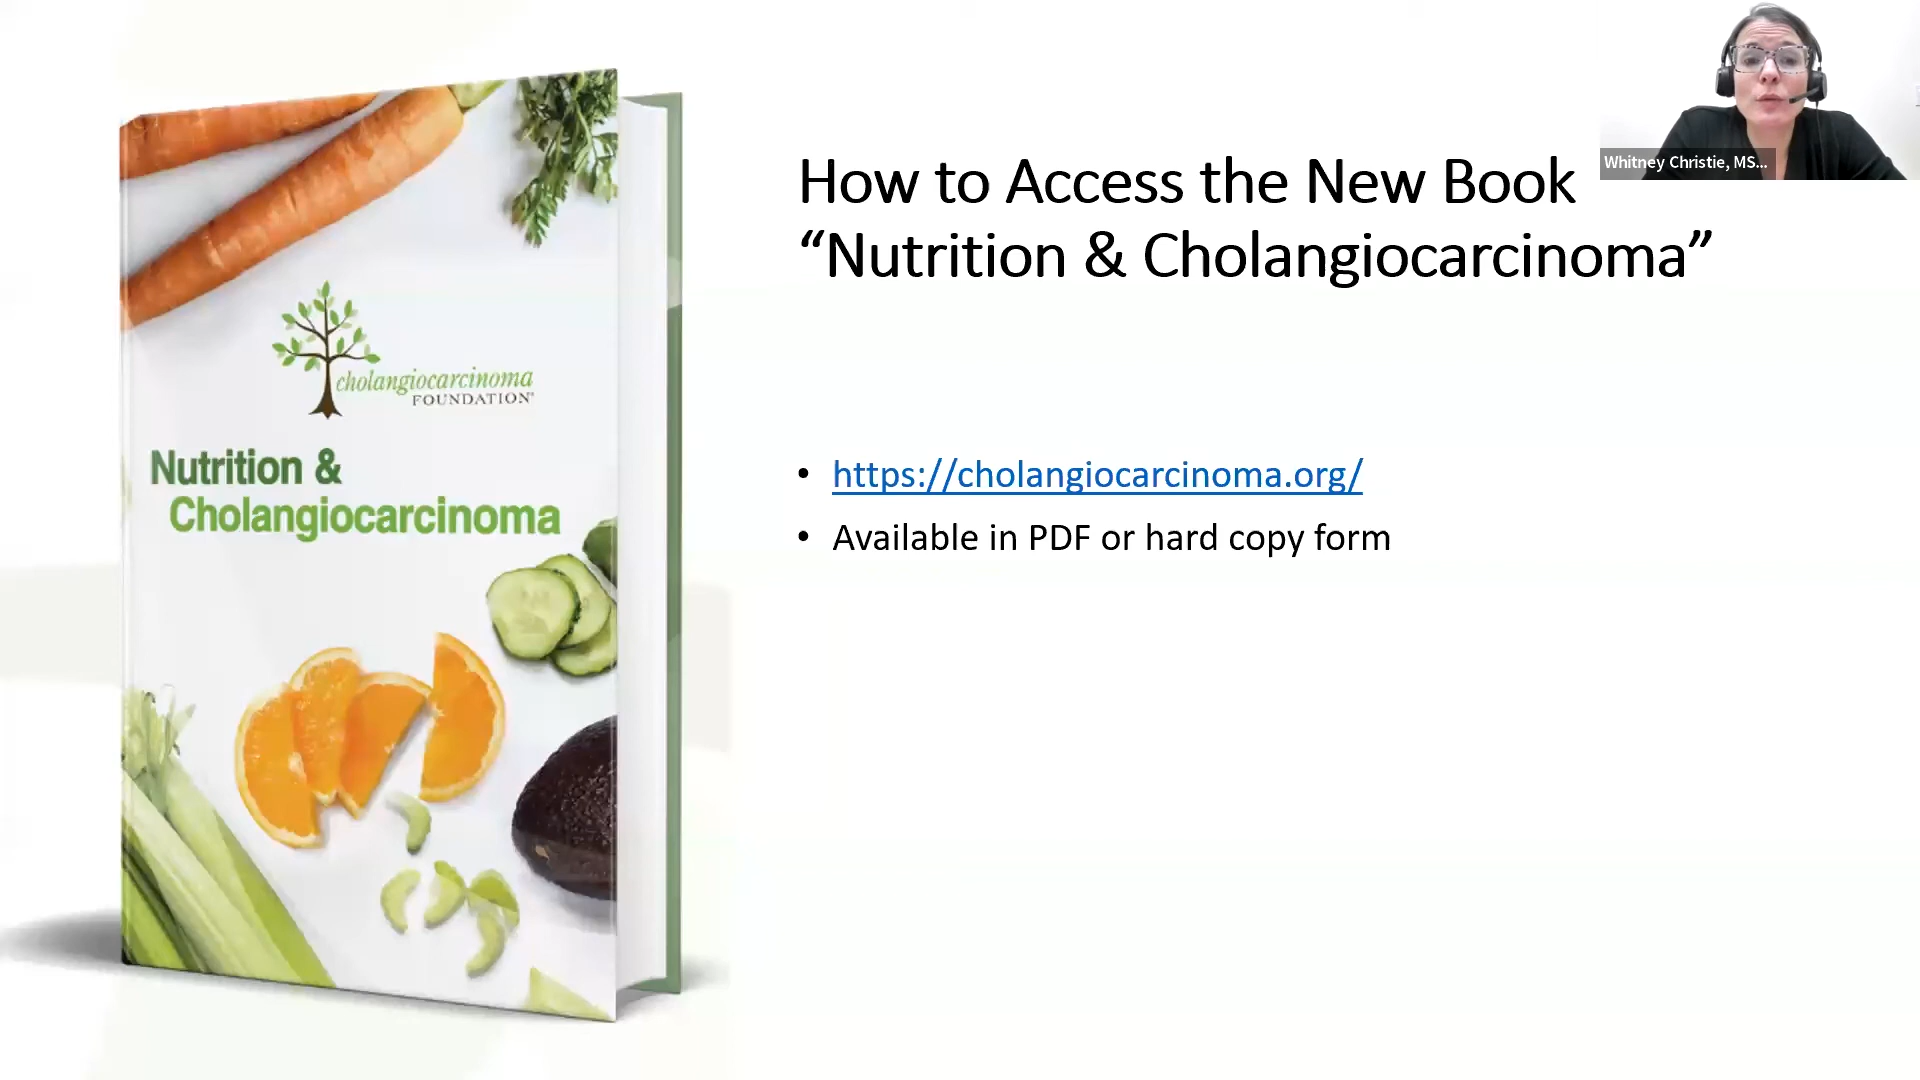 cholangiocarcinoma
FOUNDATION®
Nutrition &
Cholangiocarcinoma
How to Access the New Book
“Nutrition & Cholangiocarcinoma”
• https://cholangiocarcinoma.org/
• Available in PDF or hard copy form
Whitney Christie, MS...